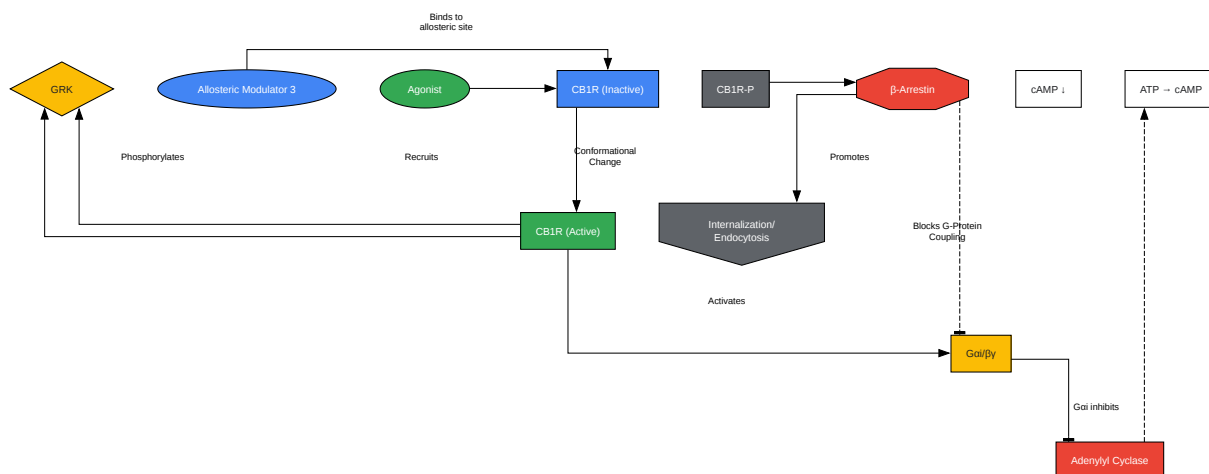 Binds to
allosteric site
GRK
Allosteric Modulator 3
Agonist
CB1R (Inactive)
CB1R-P
β-Arrestin
cAMP ↓
ATP → cAMP
Phosphorylates
Recruits
Conformational
Change
Promotes
CB1R (Active)
Internalization/
Endocytosis
Blocks G-Protein
Coupling
Activates
Gαi/βγ
Gαi inhibits
Adenylyl Cyclase